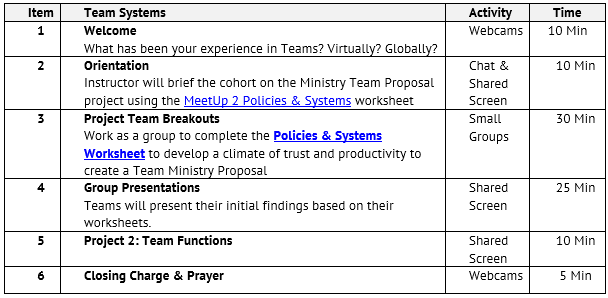 Item Team Systems Activity Time
1 Welcome Webcams 10 Min
What has been your experience in Teams? Virtually? Globally?
2 Orientation Chat & 10 Min
Instructor will brief the cohort on the Ministry Team Proposal Shared
project using the MeetUp 2 Policies & Systems worksheet Screen
3 Project Team Breakouts Small 30 Min
Work as a group to complete the Policies & Systems Groups
Worksheet to develop a climate of trust and productivity to
create a Team Ministry Proposal
4 Group Presentations Shared 25 Min
Teams will present their initial findings based on their Screen
worksheets.
5 Project 2: Team Functions Shared 10 Min
Screen
6 Closing Charge & Prayer Webcams 5 Min